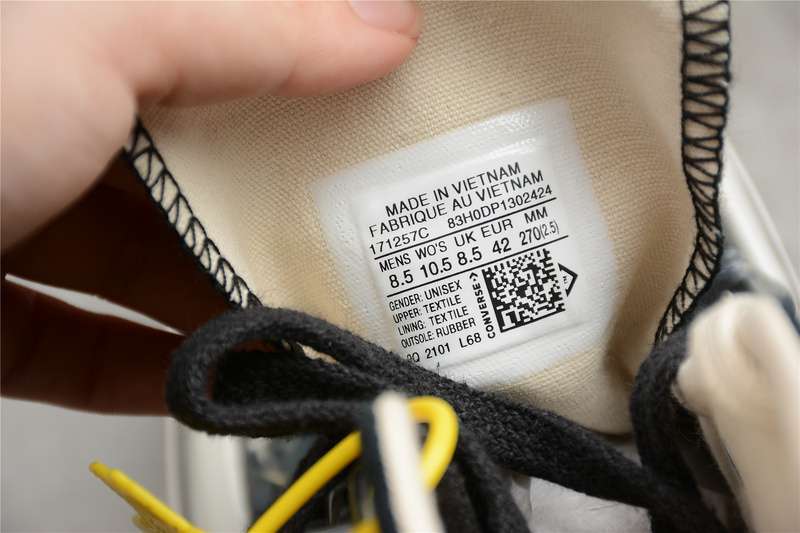 MADE IN VIETNAM
FABRIQUE AU VIETNAM
171257C 83H0DP1302424
MENS WO'S UK EUR MM
8.5 10.5 8.5 42 270(2.5)
GENDER: UNISEX
UPPER: TEXTILE
LINING: TEXTILE
OUTSOLE: RUBBER
2101 L68
CONVERSE